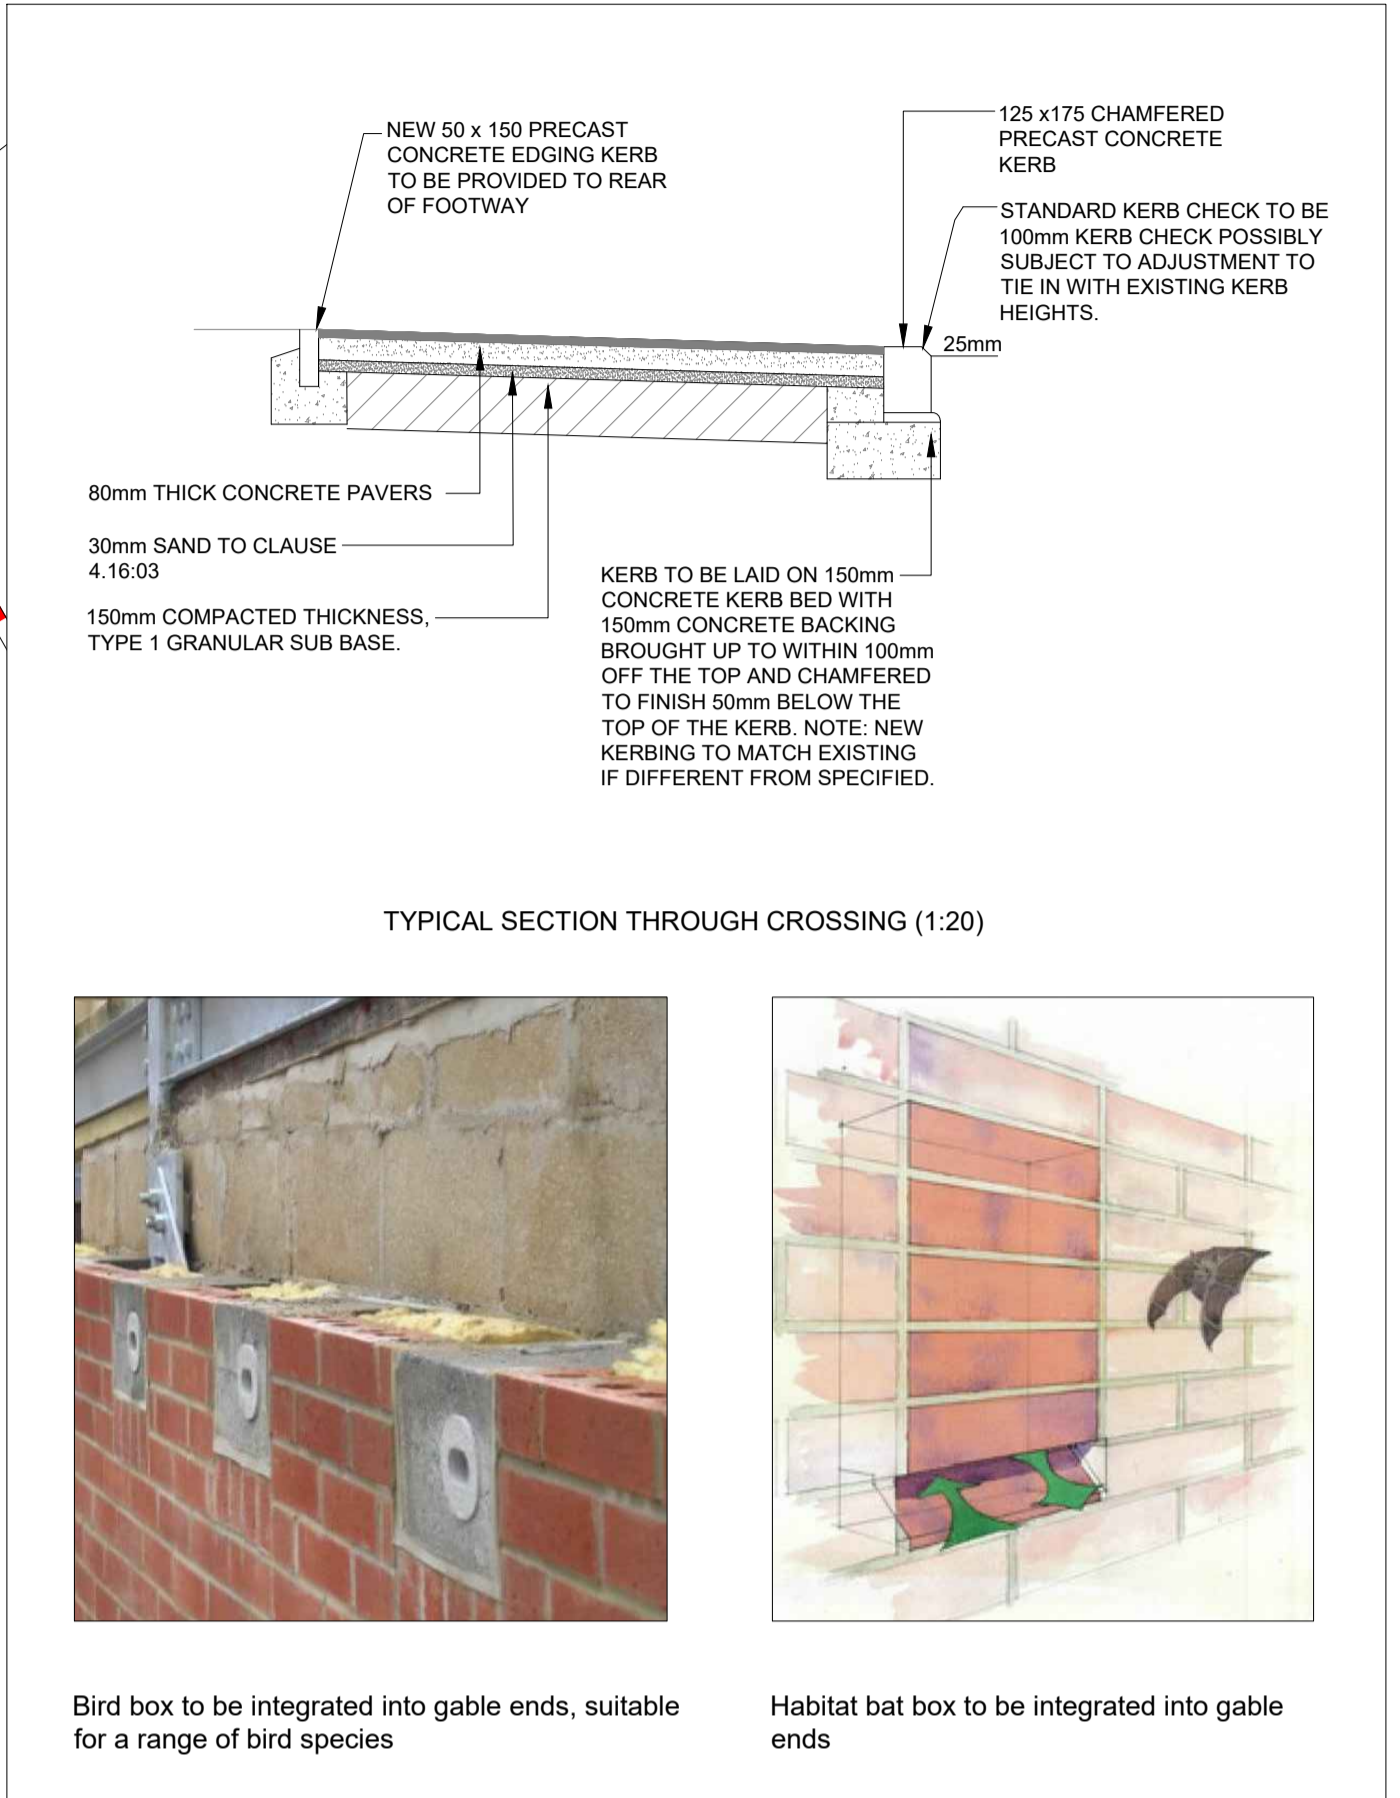 NEW 50 x 150 PRECAST
CONCRETE EDGING KERB
TO BE PROVIDED TO REAR
OF FOOTWAY
125 x175 CHAMFERED
PRECAST CONCRETE
KERB
STANDARD KERB CHECK TO BE
100mm KERB CHECK POSSIBLY
SUBJECT TO ADJUSTMENT TO
TIE IN WITH EXISTING KERB
HEIGHTS.
25mm
80mm THICK CONCRETE PAVERS
30mm SAND TO CLAUSE
4.16:03
150mm COMPACTED THICKNESS,
TYPE 1 GRANULAR SUB BASE.
KERB TO BE LAID ON 150mm
CONCRETE KERB BED WITH
150mm CONCRETE BACKING
BROUGHT UP TO WITHIN 100mm
OFF THE TOP AND CHAMFERED
TO FINISH 50mm BELOW THE
TOP OF THE KERB. NOTE: NEW
KERBING TO MATCH EXISTING
IF DIFFERENT FROM SPECIFIED.
TYPICAL SECTION THROUGH CROSSING (1:20)
Bird box to be integrated into gable ends, suitable
for a range of bird species
Habitat bat box to be integrated into gable
ends